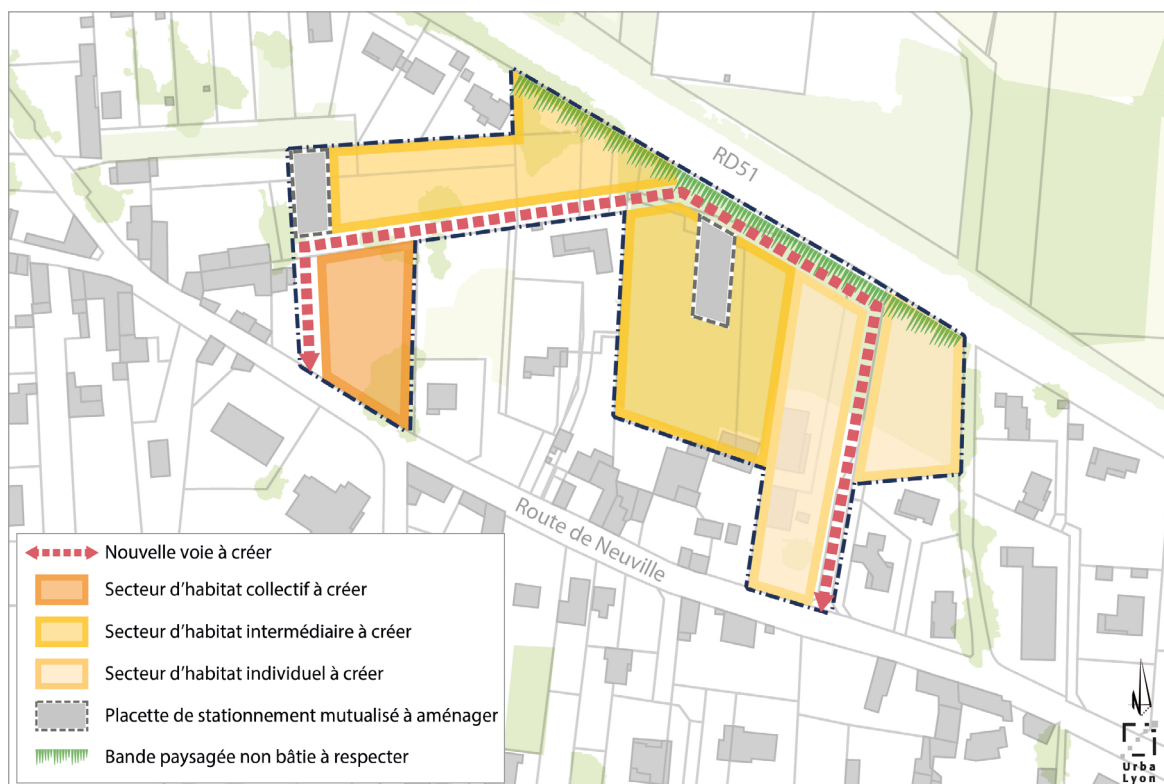 RD51
Route de Neuville
Nouvelle voie à créer
Secteur d'habitat collectif à créer
Secteur d'habitat intermédiaire à créer
Secteur d'habitat individuel à créer
Placette de stationnement mutualisé à aménager
Bande paysagée non bâtie à respecter
N
Urba
Lyon